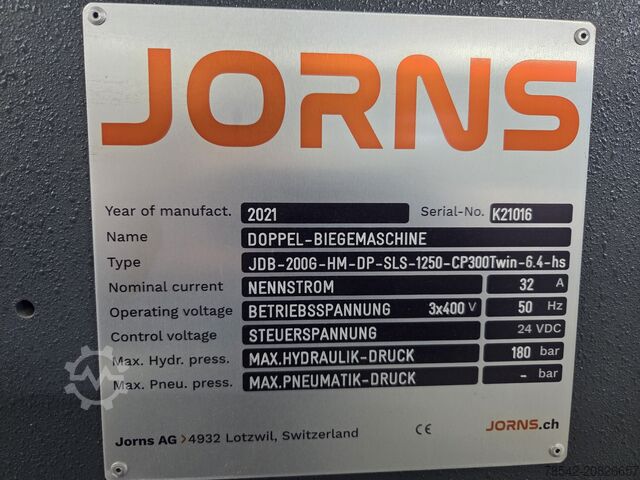 JORNS
Year of manufact. 2021 Serial-No. K21016
Name DOPPEL-BIEGEMASCHINE
Type JDB-200G-HM-DP-SLS-1250-CP300Twin-6.4-hs
Nominal current NENNSTROM 32 A
Operating voltage BETRIEBSSPANNUNG 3x400 V 50 Hz
Control voltage STEUERSPANNUNG 24 VDC
Max. Hydr. press. MAX.HYDRAULIK-DRUCK 180 bar
Max. Pneu. press. MAX.PNEUMATIK-DRUCK - bar
Jorns AG >4932 Lotzwil, Switzerland CE JORNS.ch